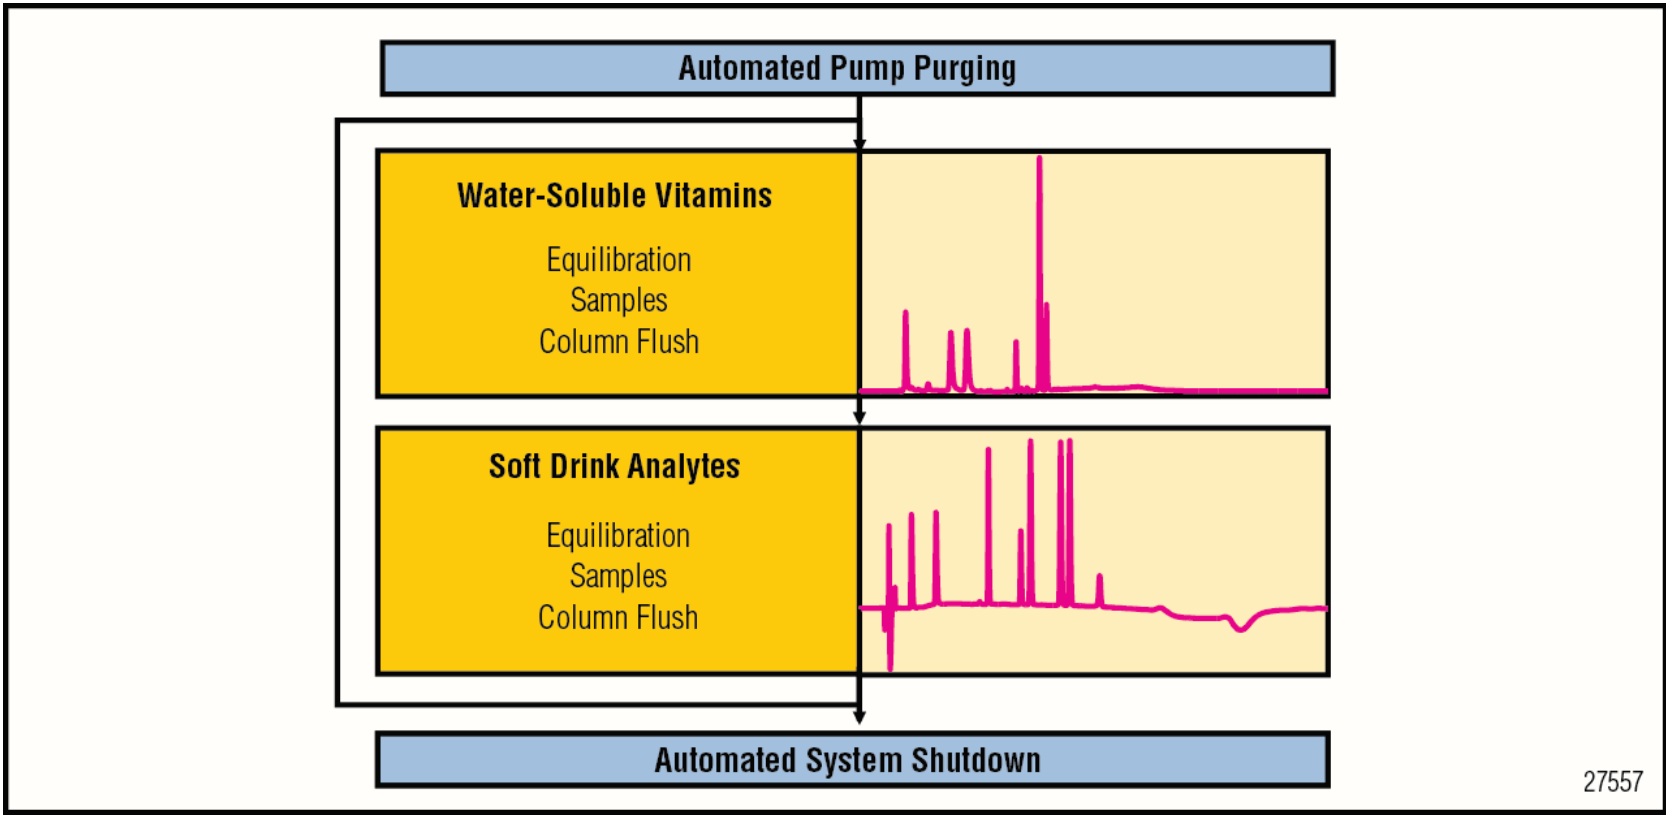 Automated Pump Purging
Water-Soluble Vitamins
Equilibration
Samples
Column Flush
Soft Drink Analytes
Equilibration
Samples
Column Flush
Automated System Shutdown
27557